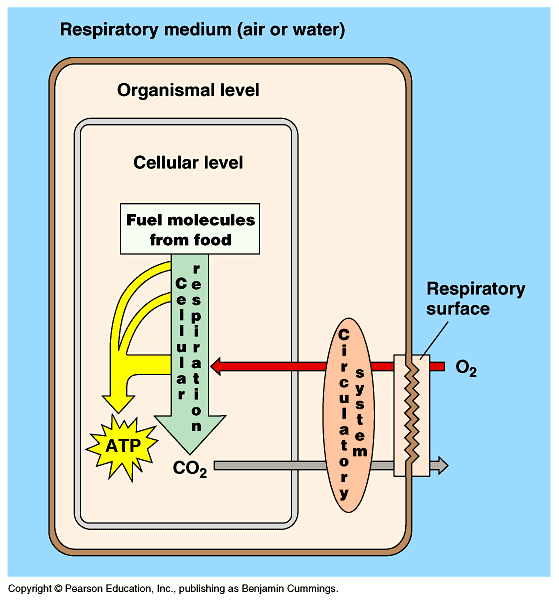 Respiratory medium (air or water)
Organismal level
Cellular level
Fuel molecules
from food
Cellular
respiration
Circulatory
system
Respiratory
surface
O₂
ATP
CO₂
Copyright © Pearson Education, Inc., publishing as Benjamin Cummings.